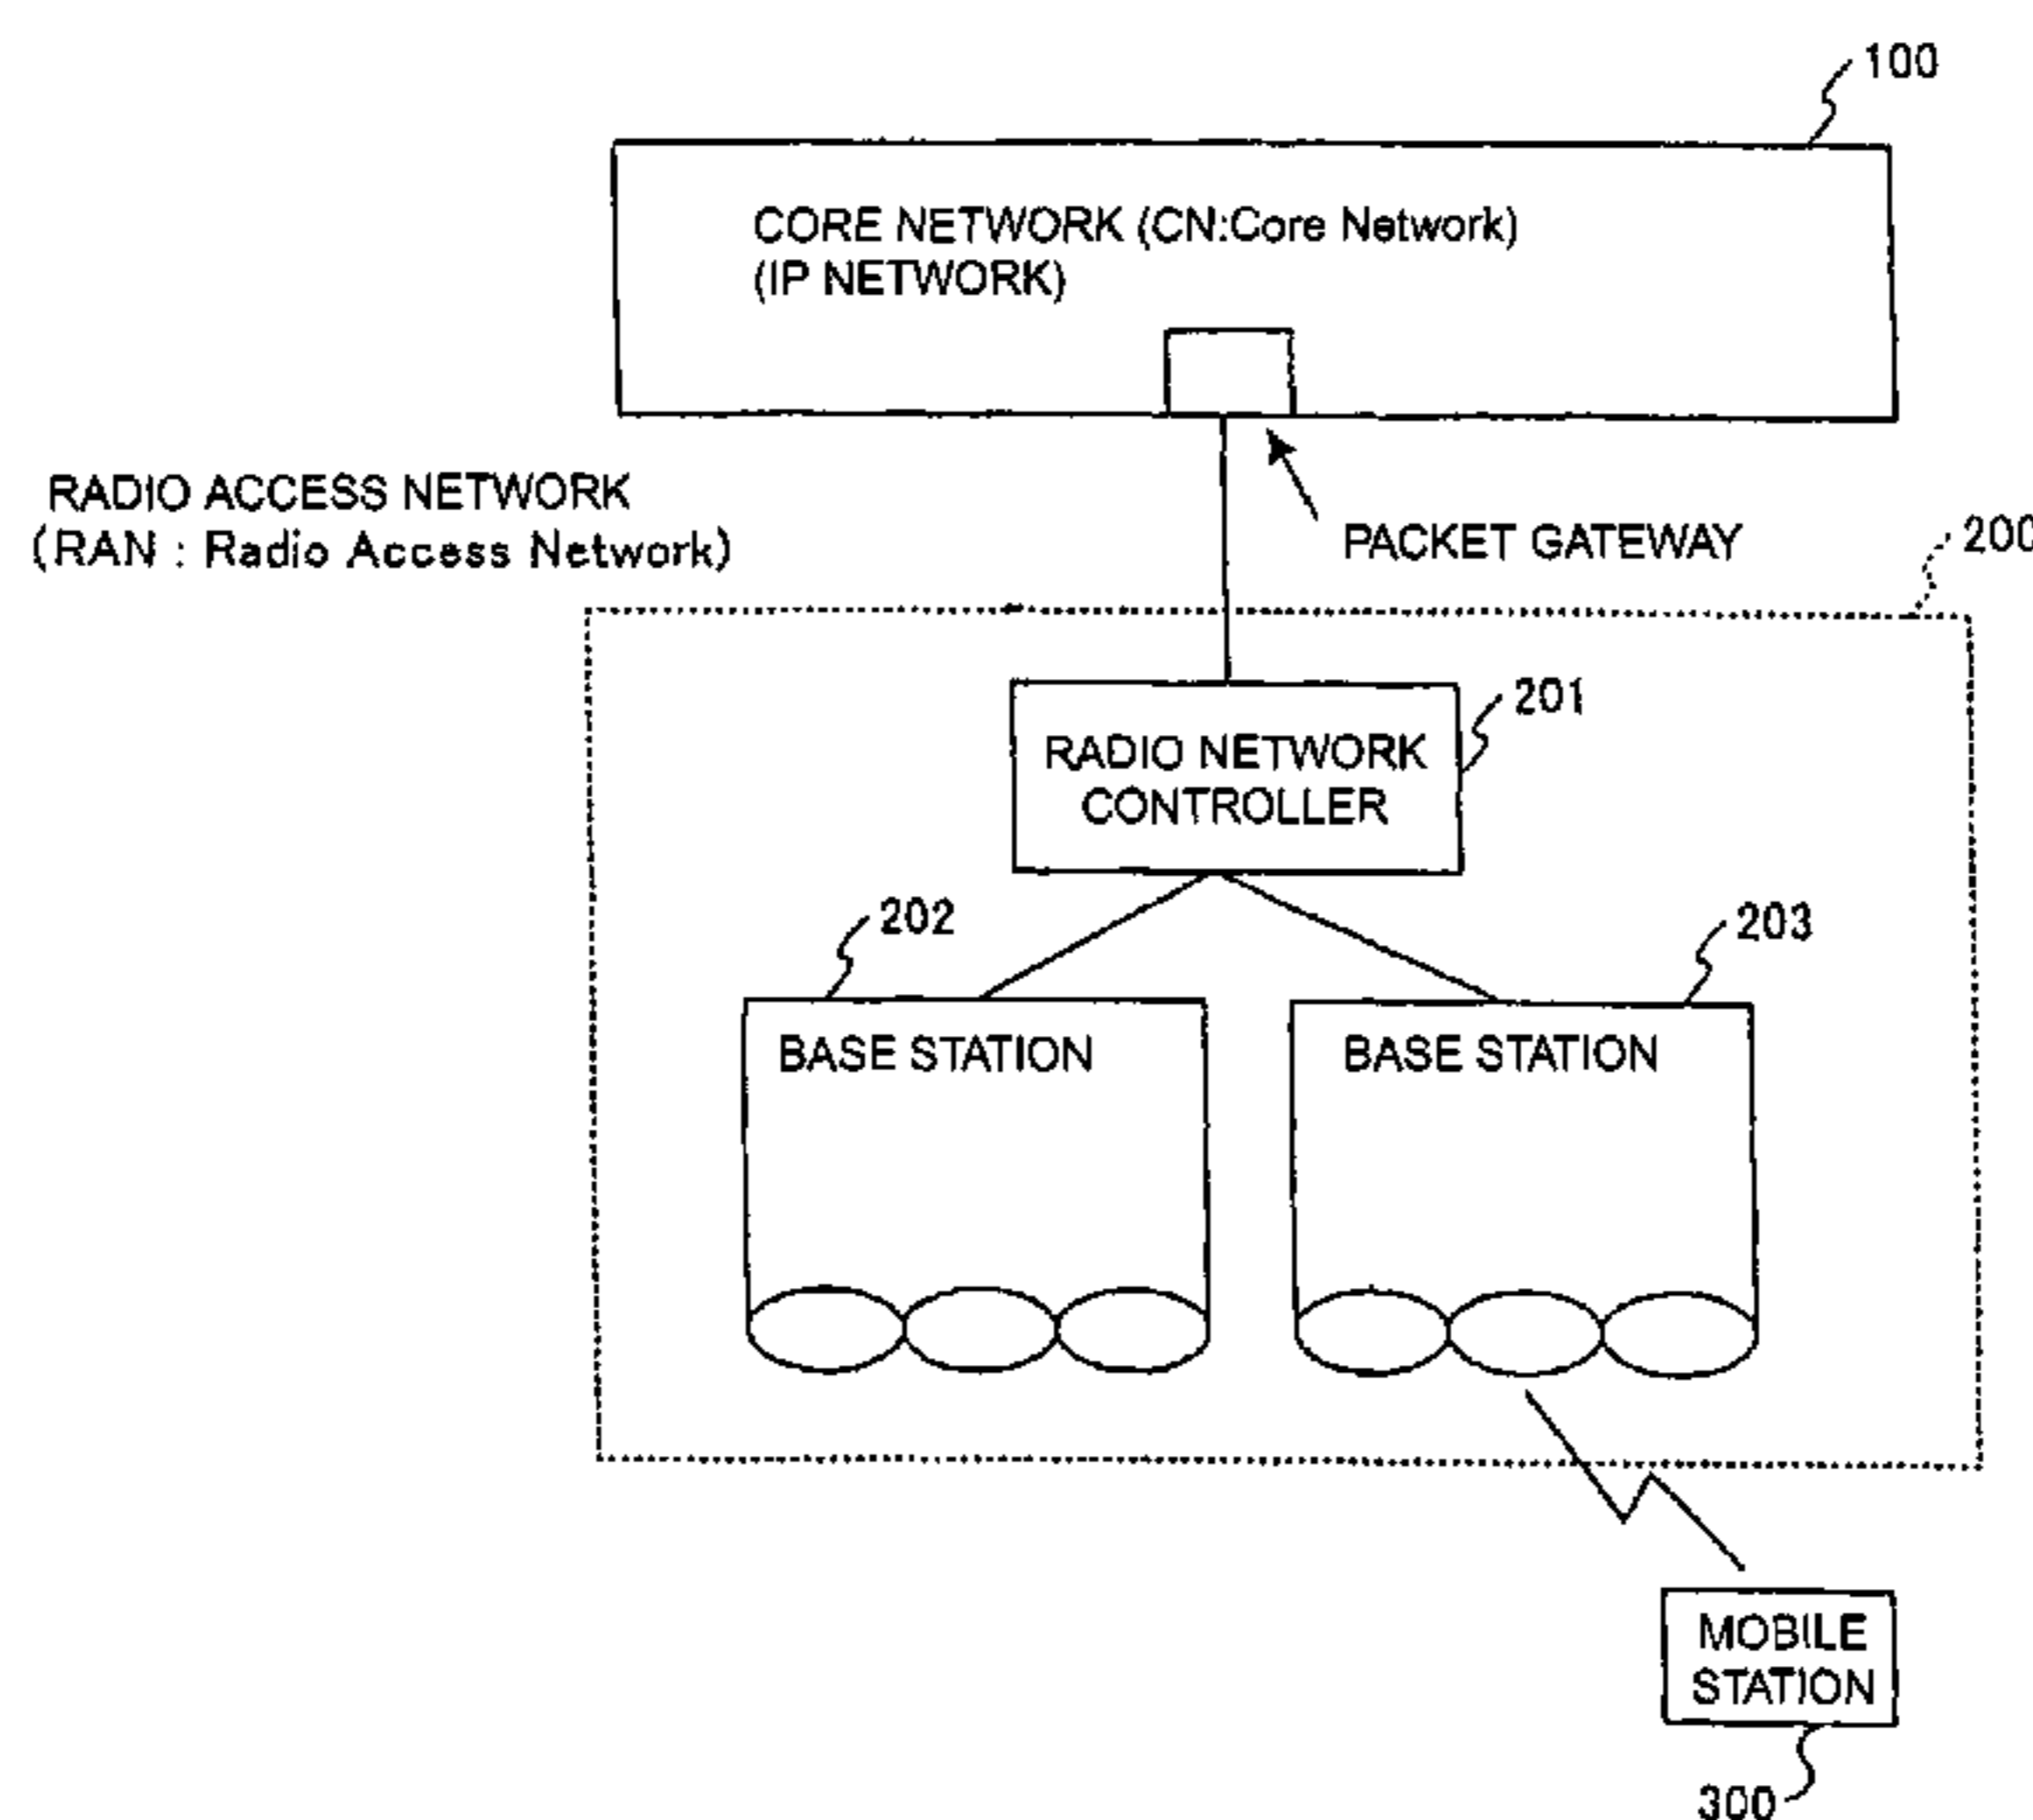 100
CORE NETWORK (CN:Core Network)
(IP NETWORK)
RADIO ACCESS NETWORK
(RAN : Radio Access Network)
PACKET GATEWAY
200
RADIO NETWORK
CONTROLLER
201
202
203
BASE STATION
BASE STATION
MOBILE
STATION
300